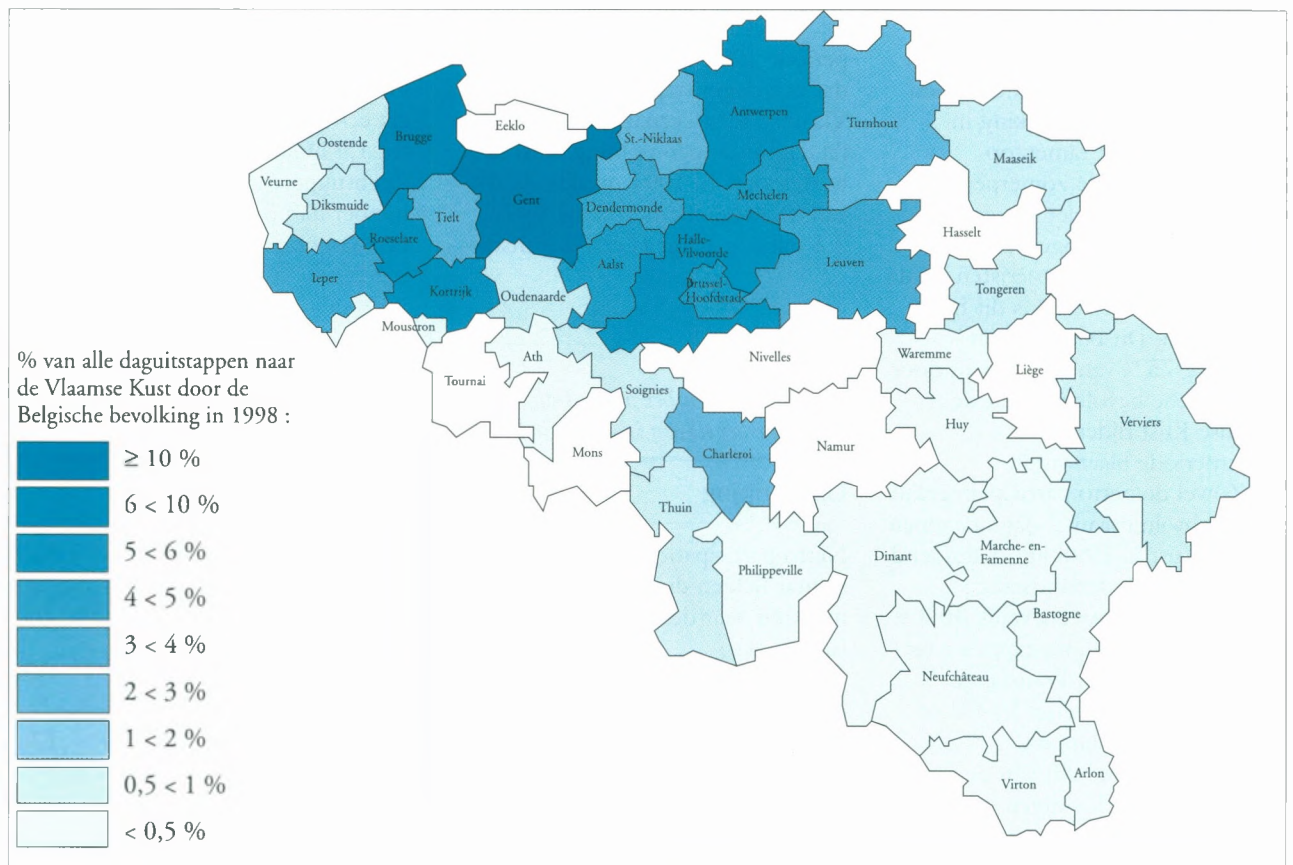 Antwerpen
Turnhout
Eeklo
St.-Niklaas
Brugge
Oostende
Maaseik
Veurne
Diksmuide
Tielt
Gent
Dendermonde
Mechelen
Roeselare
Hasselt
Halle-
Vilvoorde
Aalst
Leuven
Ieper
Kortrijk
Oudenaarde
Brussel-
Hoofdstad
Tongeren
Mouscron
% van alle daguitstappen naar
de Vlaamse Kust door de
Belgische bevolking in 1998 :
≥ 10 %
6 < 10 %
5 < 6 %
4 < 5 %
3 < 4 %
2 < 3 %
1 < 2 %
0,5 < 1 %
< 0,5 %
Ath
Nivelles
Waremme
Liège
Tournai
Soignies
Verviers
Huy
Namur
Mons
Charleroi
Thuin
Philippeville
Dinant
Marche- en-
Famenne
Bastogne
Neufchâteau
Virton
Arlon